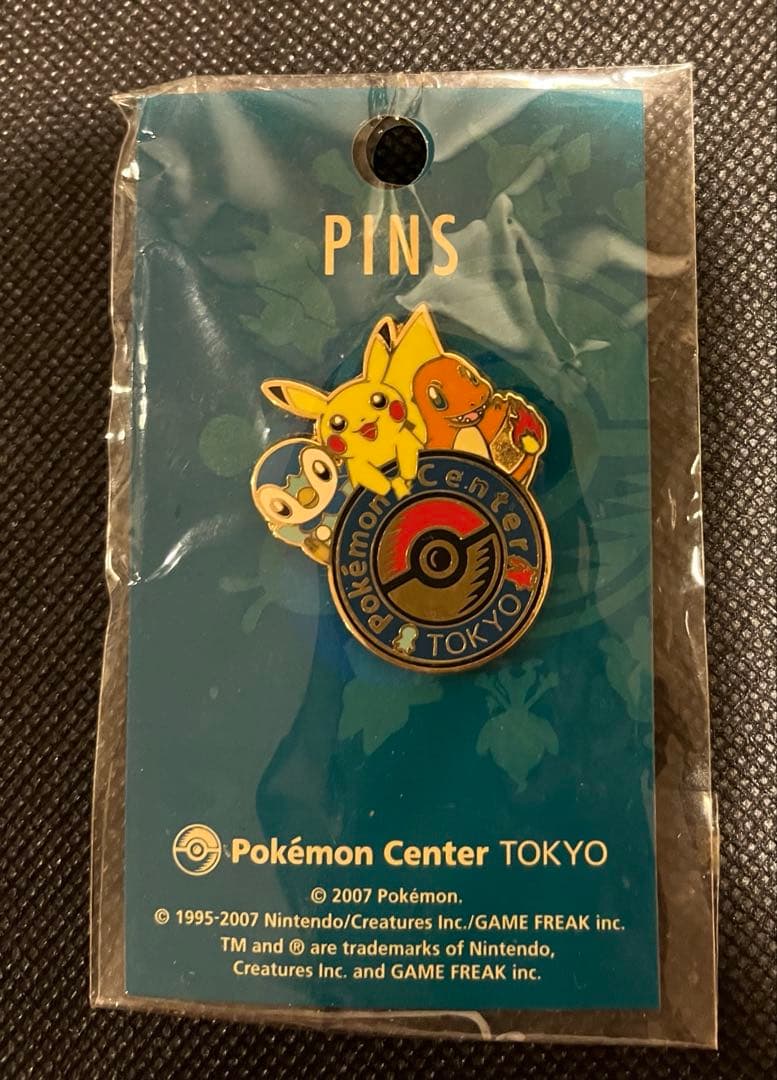 PINS
Pokémon Center
TOKYO
Pokémon Center TOKYO
© 2007 Pokémon.
© 1995-2007 Nintendo/Creatures Inc./GAME FREAK inc.
TM and ® are trademarks of Nintendo,
Creatures Inc. and GAME FREAK inc.